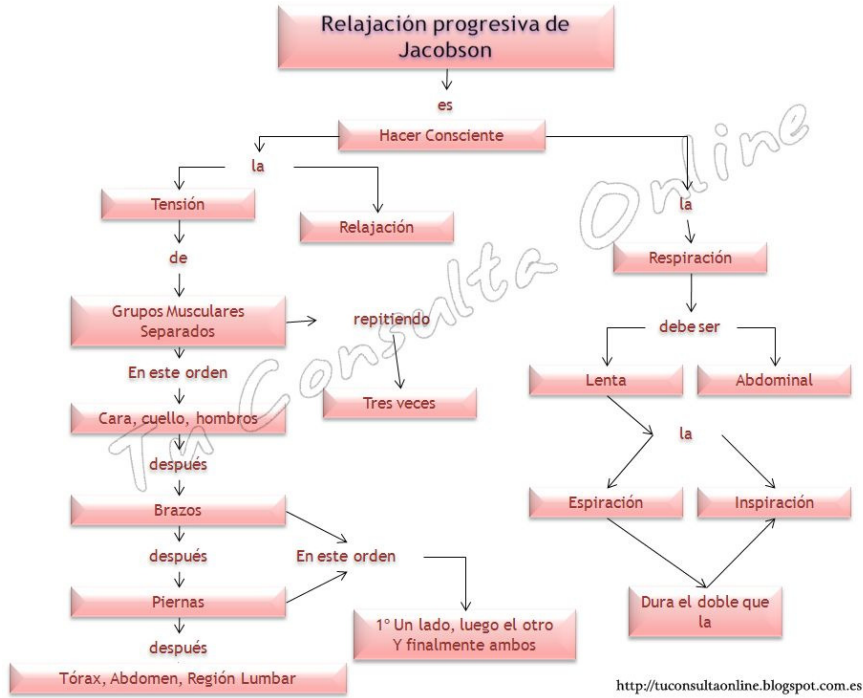 Relajación progresiva de
Jacobson
es
Hacer Consciente
la
Tensión
Relajación
de
Grupos Musculares
Separados
repitiendo
Tres veces
En este orden
Cara, cuello, hombros
después
Brazos
después
En este orden
Piernas
1º Un lado, luego el otro
Y finalmente ambos
después
Tórax, Abdomen, Región Lumbar
la
Respiración
debe ser
Lenta
Abdominal
la
Espiración
Inspiración
Dura el doble que
la
Tu Consulta Online
http://tuconsultaonline.blogspot.com.es